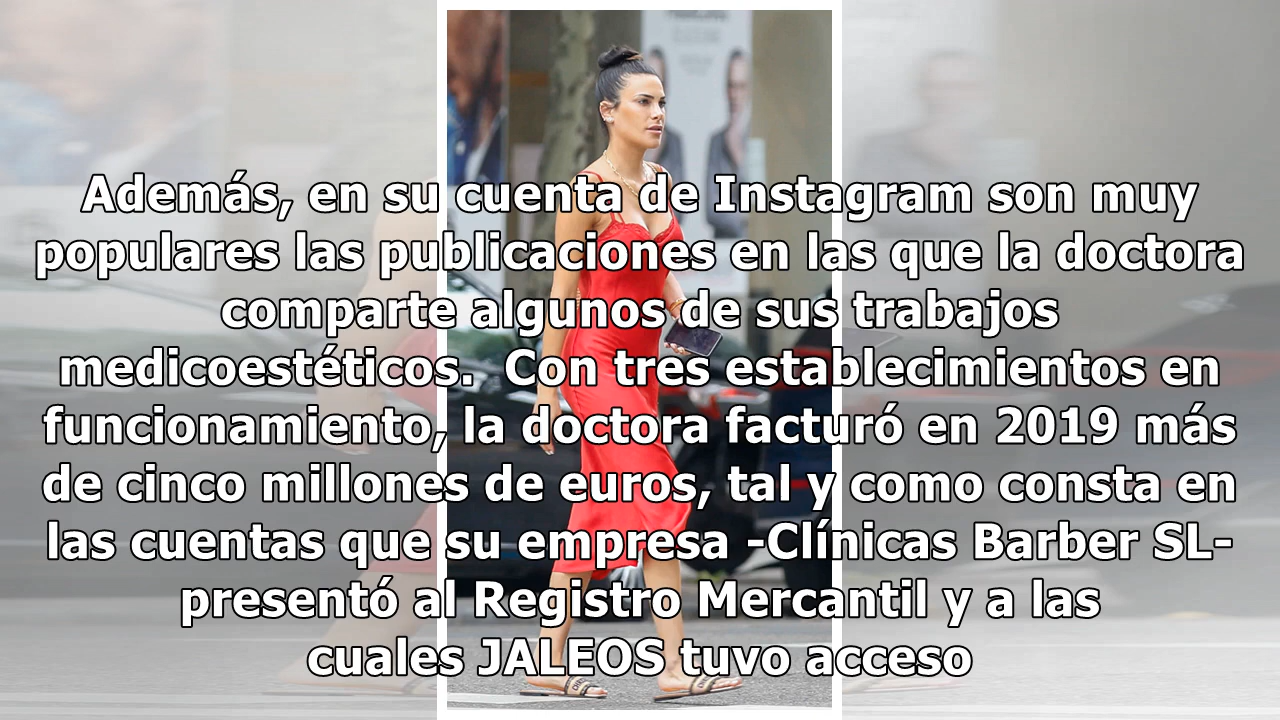 Además, en su cuenta de Instagram son muy
populares las publicaciones en las que la doctora
comparte algunos de sus trabajos
medicoestéticos.  Con tres establecimientos en
funcionamiento, la doctora facturó en 2019 más
de cinco millones de euros, tal y como consta en
las cuentas que su empresa -Clínicas Barber SL-
presentó al Registro Mercantil y a las
cuales JALEOS tuvo acceso